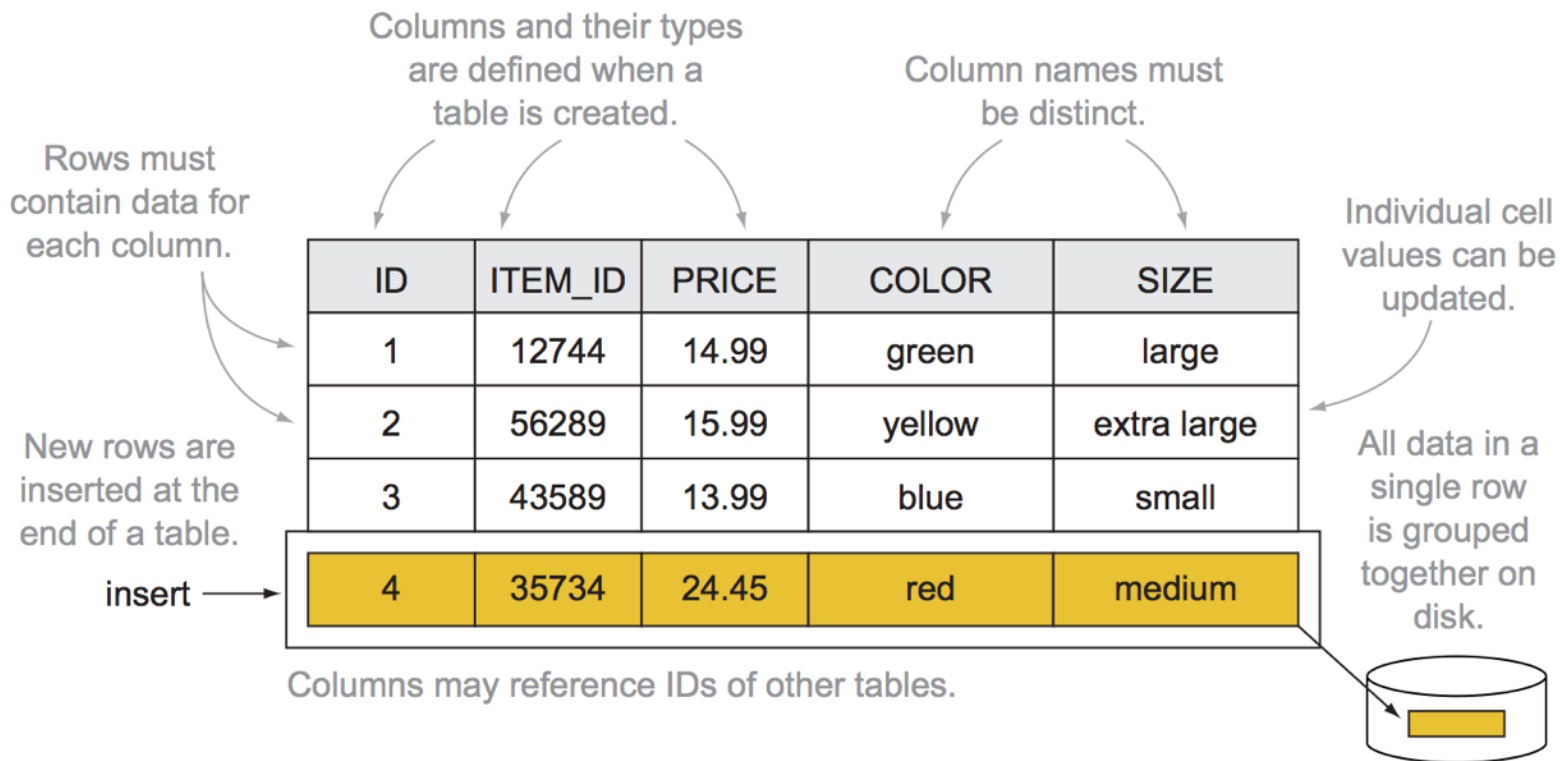 Columns and their types
are defined when a
table is created.
Column names must
be distinct.
Rows must
contain data for
each column.
Individual cell
values can be
updated.
ID ITEM_ID PRICE COLOR SIZE
1 12744 14.99 green large
2 56289 15.99 yellow extra large
3 43589 13.99 blue small
New rows are
inserted at the
end of a table.
All data in a
single row
is grouped
together on
disk.
insert
4 35734 24.45 red medium
Columns may reference IDs of other tables.